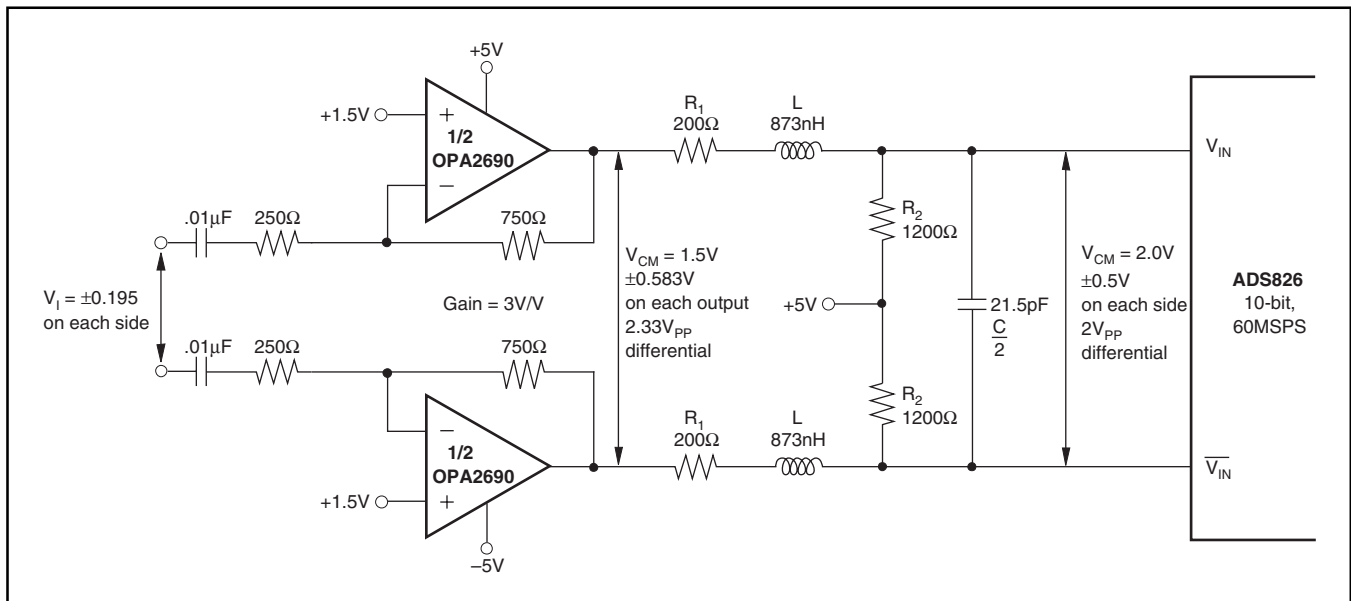 +5V
+1.5V
+
1/2
OPA2690
−
R1
200Ω
L
873nH
VIN
.01µF
250Ω
750Ω
R2
1200Ω
VI = ±0.195
on each side
Gain = 3V/V
VCM = 1.5V
±0.583V
on each output
2.33VPP
differential
+5V
21.5pF
C
2
VCM = 2.0V
±0.5V
on each side
2VPP
differential
ADS826
10-bit,
60MSPS
.01µF
250Ω
750Ω
R2
1200Ω
−
1/2
OPA2690
+
+1.5V
−5V
R1
200Ω
L
873nH
VIN